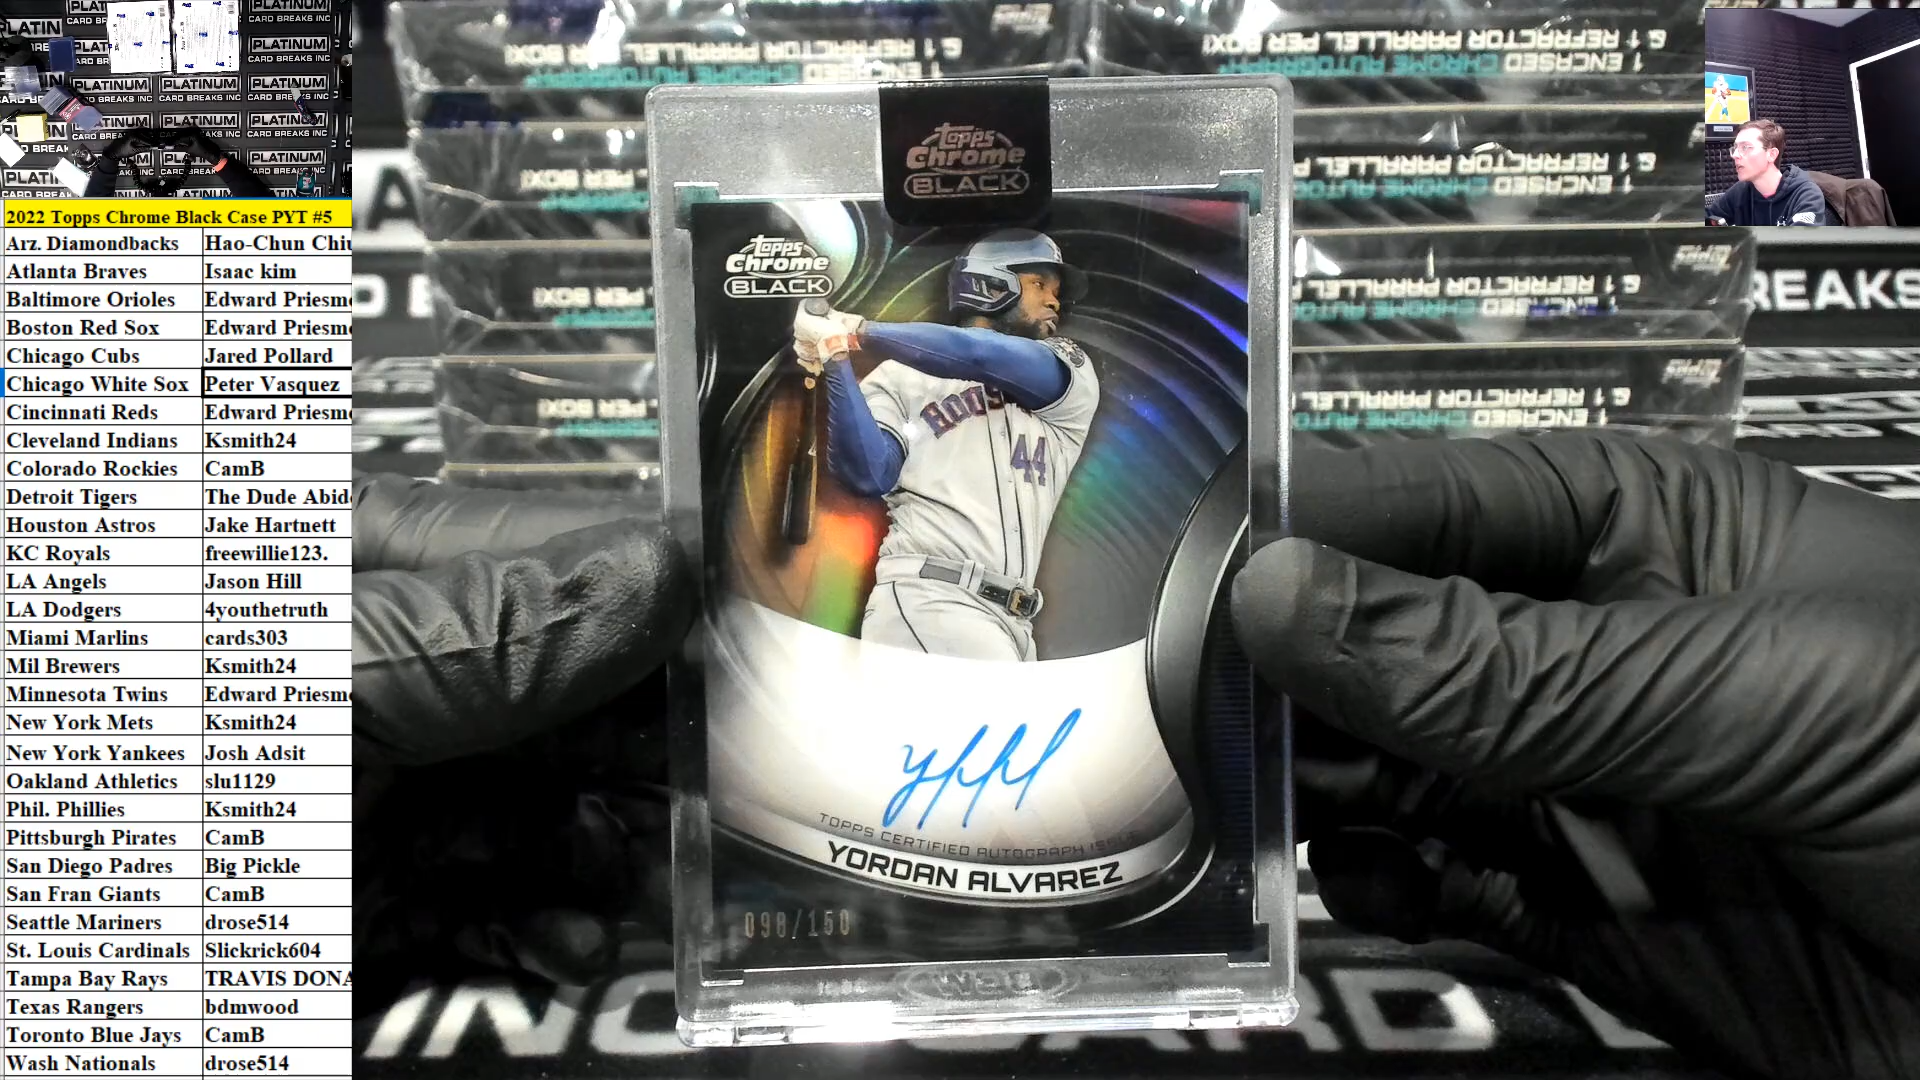 2022 Topps Chrome Black Case PYT #5
Arz. Diamondbacks Hao-Chun Chiu
Atlanta Braves Isaac kim
Baltimore Orioles Edward Priesm
Boston Red Sox Edward Priesm
Chicago Cubs Jared Pollard
Chicago White Sox Peter Vasquez
Cincinnati Reds Edward Priesm
Cleveland Indians Ksmith24
Colorado Rockies CamB
Detroit Tigers The Dude Abid
Houston Astros Jake Hartnett
KC Royals freewillie123.
LA Angels Jason Hill
LA Dodgers 4youthetruth
Miami Marlins cards303
Mil Brewers Ksmith24
Minnesota Twins Edward Priesm
New York Mets Ksmith24
New York Yankees Josh Adsit
Oakland Athletics slu1129
Phil. Phillies Ksmith24
Pittsburgh Pirates CamB
San Diego Padres Big Pickle
San Fran Giants CamB
Seattle Mariners drose514
St. Louis Cardinals Slickrick604
Tampa Bay Rays TRAVIS DONA
Texas Rangers bdmwood
Toronto Blue Jays CamB
Wash Nationals drose514
PLATINUM
CARD BREAKS INC
Topps
Chrome
BLACK
Topps
Chrome
BLACK
HOUS
44
TOPPS CERTIFIED AUTOGRAPH ISSUE
YORDAN ALVAREZ
098/150
1 ENCASED CHROME AUTOGRAPH
& 1 REFRACTOR PARALLEL PER BOX!
BREAKS